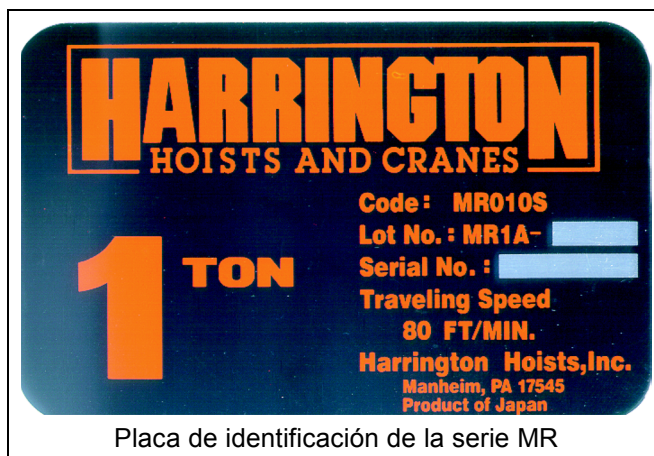 HARRINGTON
HOISTS AND CRANES
1 TON
Code: MR010S
Lot No.: MR1A-
Serial No.:
Traveling Speed
80 FT/MIN.
Harrington Hoists,Inc.
Manheim, PA 17545
Product of Japan
Placa de identificación de la serie MR